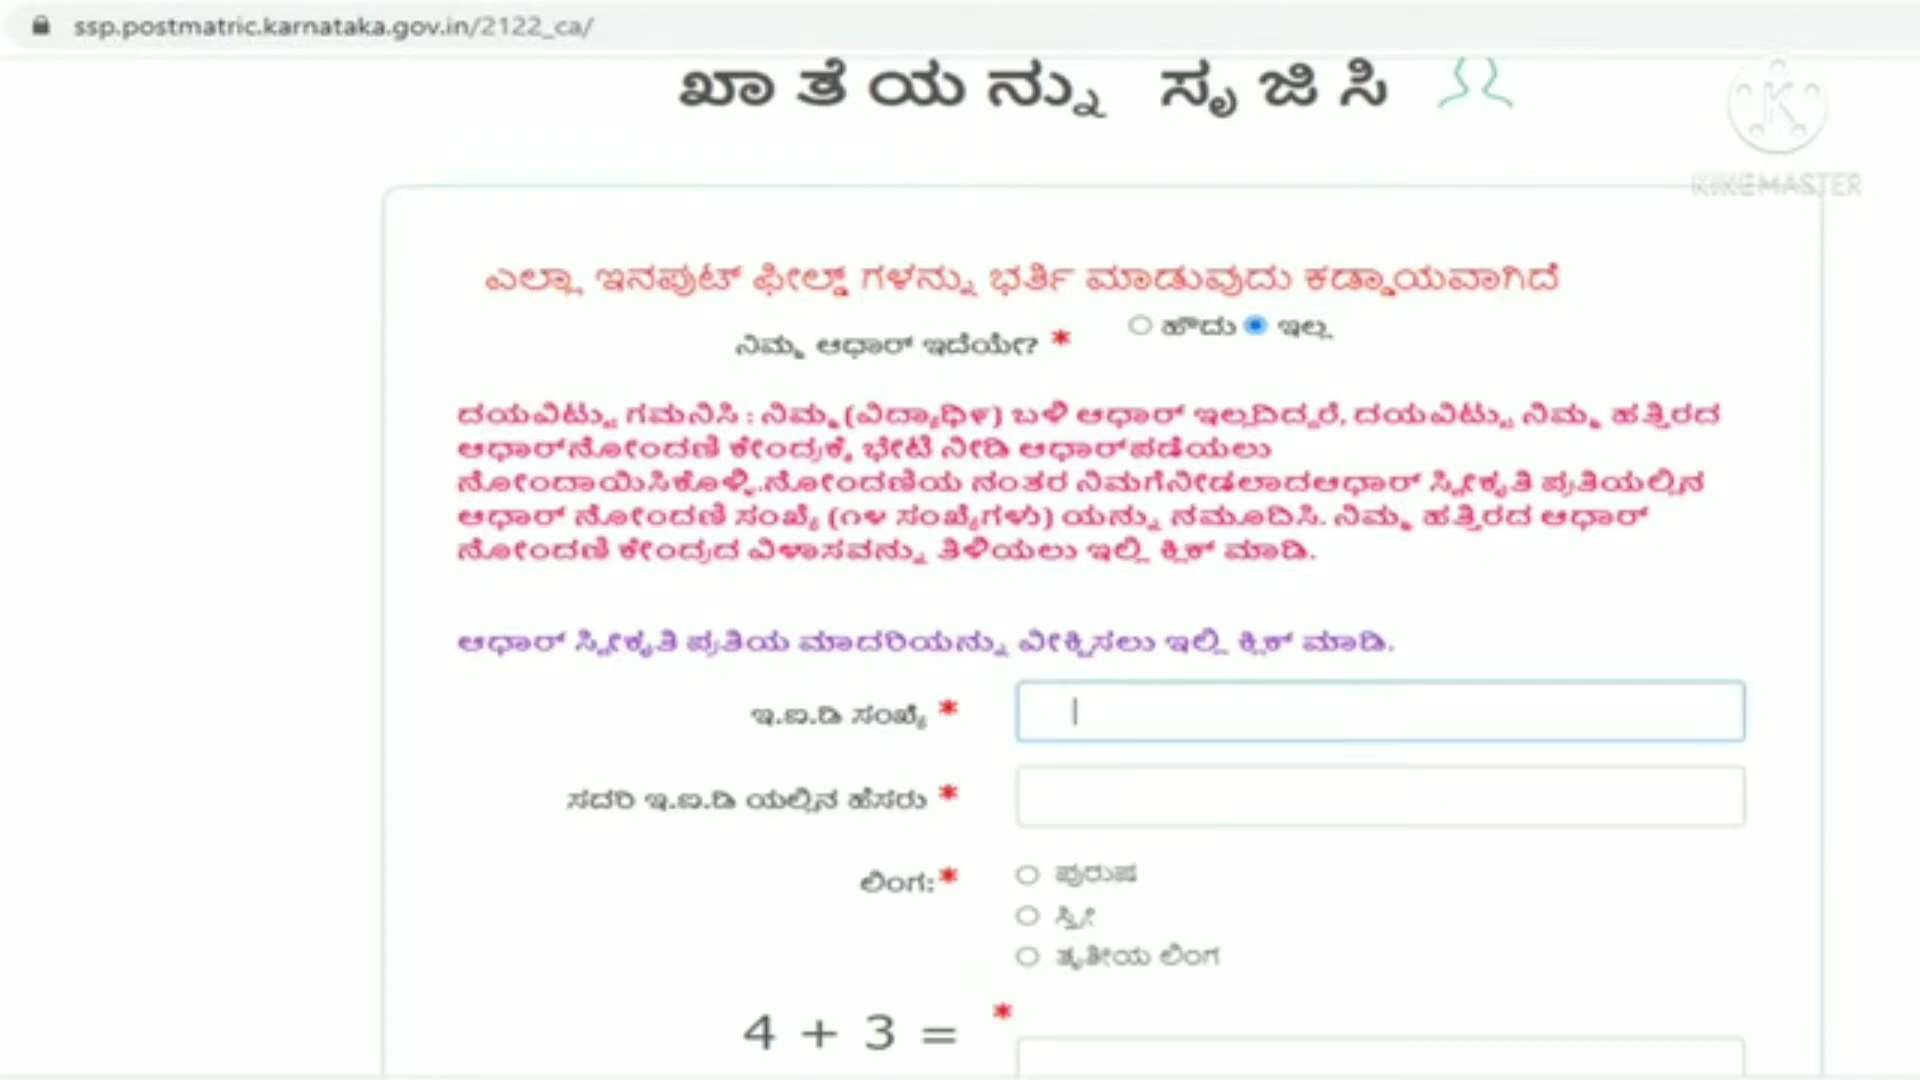 ssp.postmatric.karnataka.gov.in/2122_ca/
ಖಾತೆಯನ್ನು ಸೃಜಿಸಿ
KINEMASTER
ಎಲ್ಲಾ ಇನಪುಟ್ ಫೀಲ್ಡ್ ಗಳನ್ನು ಭರ್ತಿ ಮಾಡುವುದು ಕಡ್ಡಾಯವಾಗಿದೆ
ನಿಮ್ಮ ಆಧಾರ್ ಇದೆಯೇ? * ಹೌದು ಇಲ್ಲ
ದಯವಿಟ್ಟು ಗಮನಿಸಿ : ನಿಮ್ಮ (ವಿದ್ಯಾರ್ಥಿ) ಬಳಿ ಆಧಾರ್ ಇಲ್ಲದಿದ್ದರೆ, ದಯವಿಟ್ಟು ನಿಮ್ಮ ಹತ್ತಿರದ
ಆಧಾರ್ ನೋಂದಣಿ ಕೇಂದ್ರಕ್ಕೆ ಭೇಟಿ ನೀಡಿ ಆಧಾರ್ ಪಡೆಯಲು
ನೋಂದಾಯಿಸಿಕೊಳ್ಳಿ.ನೋಂದಣಿಯ ನಂತರ ನಿಮಗೆನೀಡಲಾದಆಧಾರ್ ಸ್ವೀಕೃತಿ ಪ್ರತಿಯಲ್ಲಿನ
ಆಧಾರ್ ನೋಂದಣಿ ಸಂಖ್ಯೆ (೧೪ ಸಂಖ್ಯೆಗಳು) ಯನ್ನು ನಮೂದಿಸಿ. ನಿಮ್ಮ ಹತ್ತಿರದ ಆಧಾರ್
ನೋಂದಣಿ ಕೇಂದ್ರದ ವಿಳಾಸವನ್ನು ತಿಳಿಯಲು ಇಲ್ಲಿ ಕ್ಲಿಕ್ ಮಾಡಿ.
ಆಧಾರ್ ಸ್ವೀಕೃತಿ ಪ್ರತಿಯ ಮಾದರಿಯನ್ನು ವೀಕ್ಷಿಸಲು ಇಲ್ಲಿ ಕ್ಲಿಕ್ ಮಾಡಿ.
ಇ.ಐ.ಡಿ ಸಂಖ್ಯೆ *
ಸದರಿ ಇ.ಐ.ಡಿ ಯಲ್ಲಿನ ಹೆಸರು *
ಲಿಂಗ:* ಪುರುಷ
ಸ್ತ್ರೀ
ತೃತೀಯ ಲಿಂಗ
4 + 3 = *